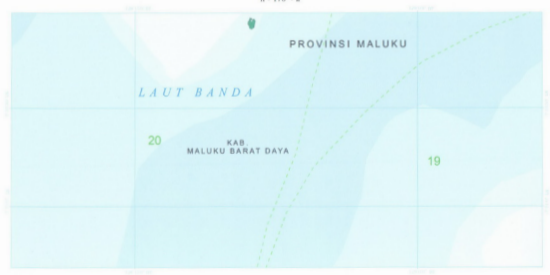 PROVINSI MALUKU
LAUT BANDA
20
KAB.
MALUKU BARAT DAYA
19